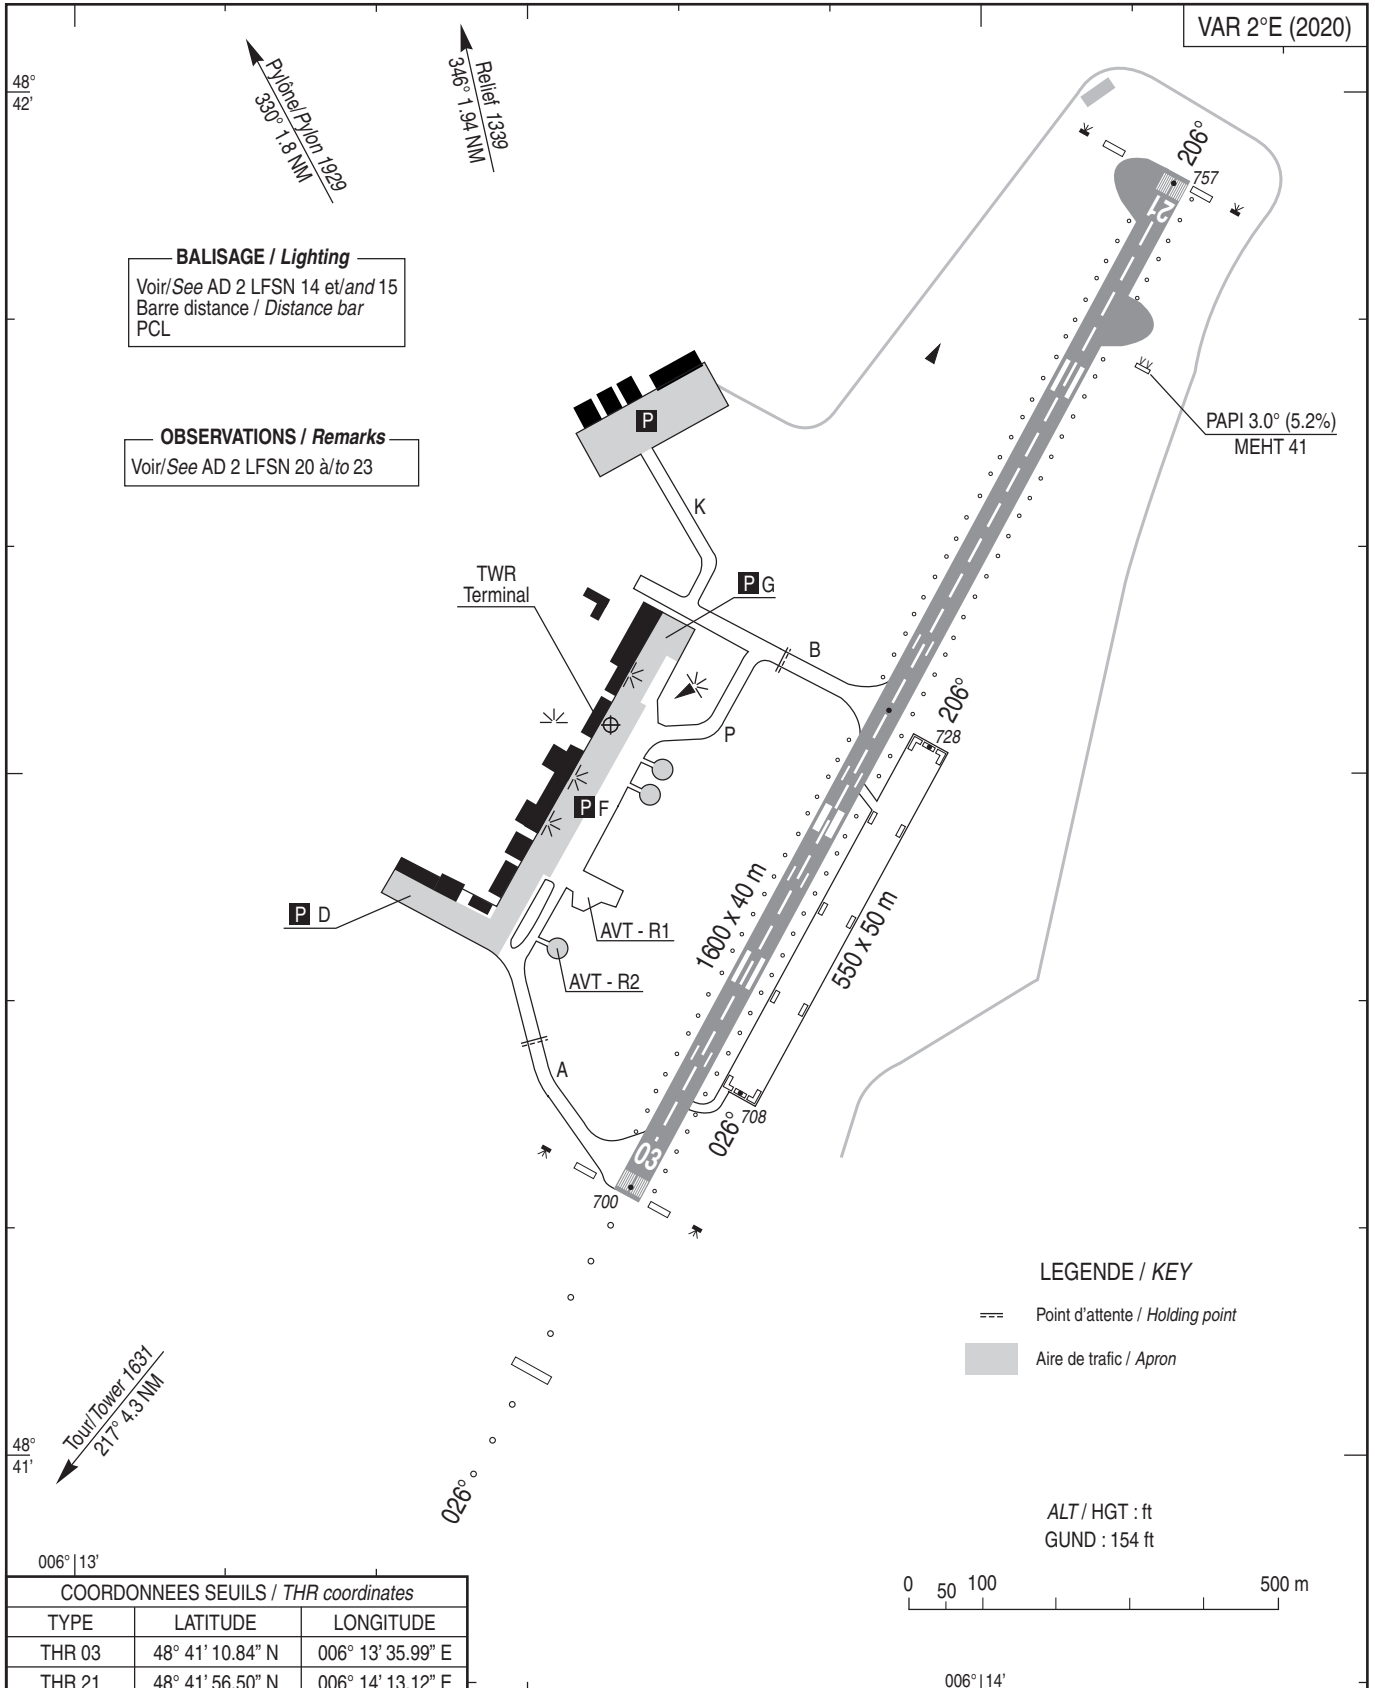 VAR 2°E (2020)
48°
42’
Pylône/Pylon 1929
330° 1.8 NM
Relief 1339
346° 1.94 NM
206°
757
21
BALISAGE / Lighting
Voir/See AD 2 LFSN 14 et/and 15
Barre distance / Distance bar
PCL
PAPI 3.0° (5.2%)
MEHT 41
P
OBSERVATIONS / Remarks
Voir/See AD 2 LFSN 20 à/to 23
K
TWR
Terminal
P G
B
206°
728
P
P F
1600 x 40 m
550 x 50 m
P D
AVT - R1
AVT - R2
A
026°
708
03
700
LEGENDE / KEY
Point d’attente / Holding point
Aire de trafic / Apron
Tour/Tower 1631
217° 4.3 NM
48°
41’
026°
ALT / HGT : ft
GUND : 154 ft
006° 13’
0 50 100 500 m
COORDONNEES SEUILS / THR coordinates
TYPE LATITUDE LONGITUDE
THR 03 48° 41’ 10.84” N 006° 13’ 35.99” E
THR 21 48° 41’ 56.50” N 006° 14’ 13.12” E
006° 14’